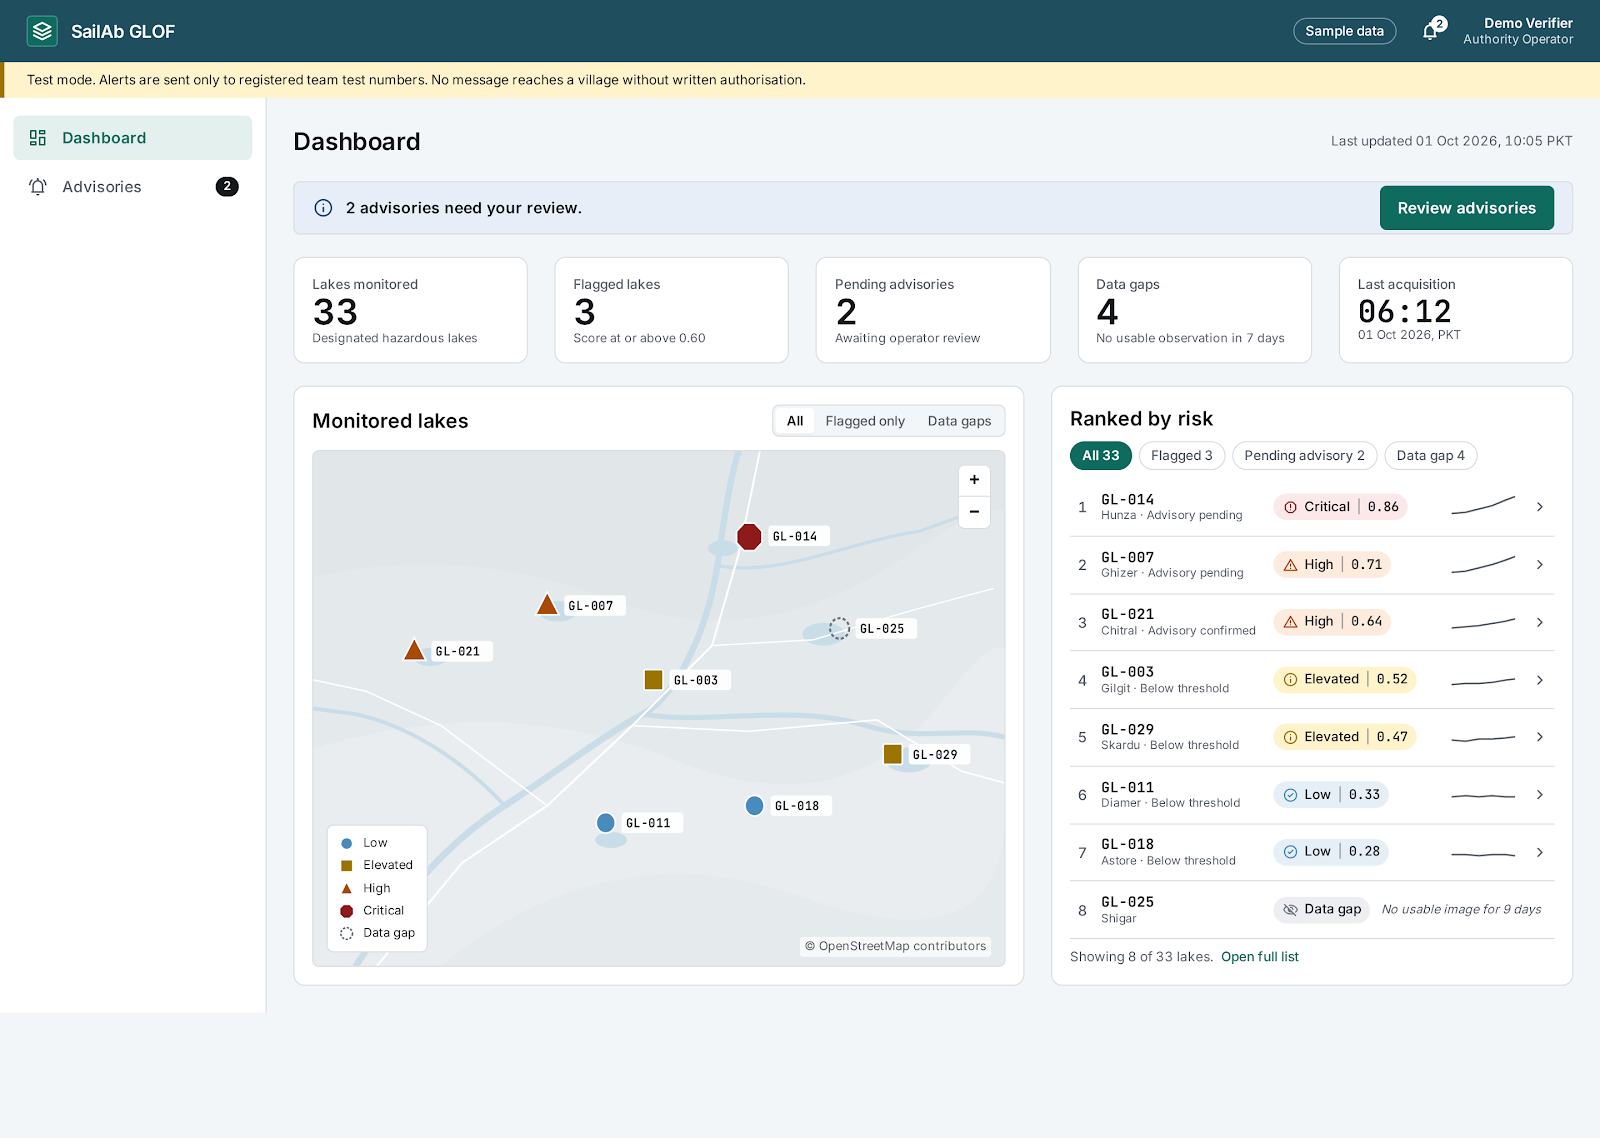 SailAb GLOF
Sample data
2
Demo Verifier
Authority Operator
Test mode. Alerts are sent only to registered team test numbers. No message reaches a village without written authorisation.
Dashboard
Advisories
2
Dashboard
Last updated 01 Oct 2026, 10:05 PKT
2 advisories need your review.
Review advisories
Lakes monitored
33
Designated hazardous lakes
Flagged lakes
3
Score at or above 0.60
Pending advisories
2
Awaiting operator review
Data gaps
4
No usable observation in 7 days
Last acquisition
06:12
01 Oct 2026, PKT
Monitored lakes
All
Flagged only
Data gaps
+
−
GL-014
GL-007
GL-025
GL-021
GL-003
GL-029
GL-018
GL-011
Low
Elevated
High
Critical
Data gap
© OpenStreetMap contributors
Ranked by risk
All 33
Flagged 3
Pending advisory 2
Data gap 4
1
GL-014
Hunza · Advisory pending
Critical | 0.86
2
GL-007
Ghizer · Advisory pending
High | 0.71
3
GL-021
Chitral · Advisory confirmed
High | 0.64
4
GL-003
Gilgit · Below threshold
Elevated | 0.52
5
GL-029
Skardu · Below threshold
Elevated | 0.47
6
GL-011
Diamer · Below threshold
Low | 0.33
7
GL-018
Astore · Below threshold
Low | 0.28
8
GL-025
Shigar
Data gap
No usable image for 9 days
Showing 8 of 33 lakes. Open full list